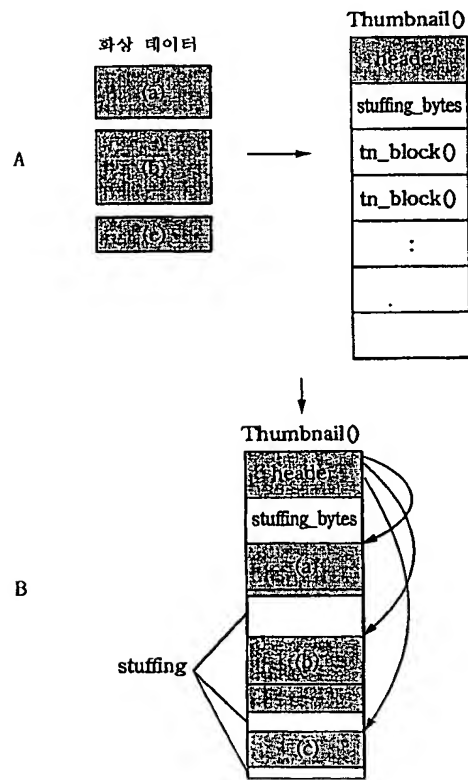 Thumbnail()
화상 데이터
header
(a)
stuffing_bytes
A
(b)
tn_block()
tn_block()
(c)
:
.
Thumbnail()
header
stuffing_bytes
(a)
B
stuffing
(b)
(c)